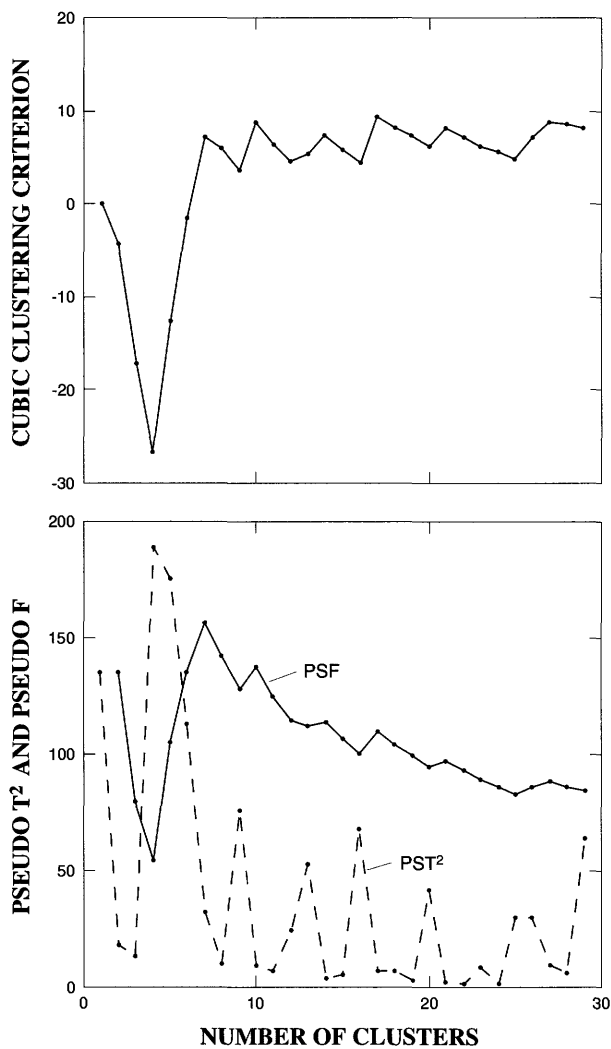 CUBIC CLUSTERING CRITERION
20
10
0
-10
-20
-30
PSEUDO T² AND PSEUDO F
200
150
100
50
0
PSF
PST²
0 10 20 30
NUMBER OF CLUSTERS